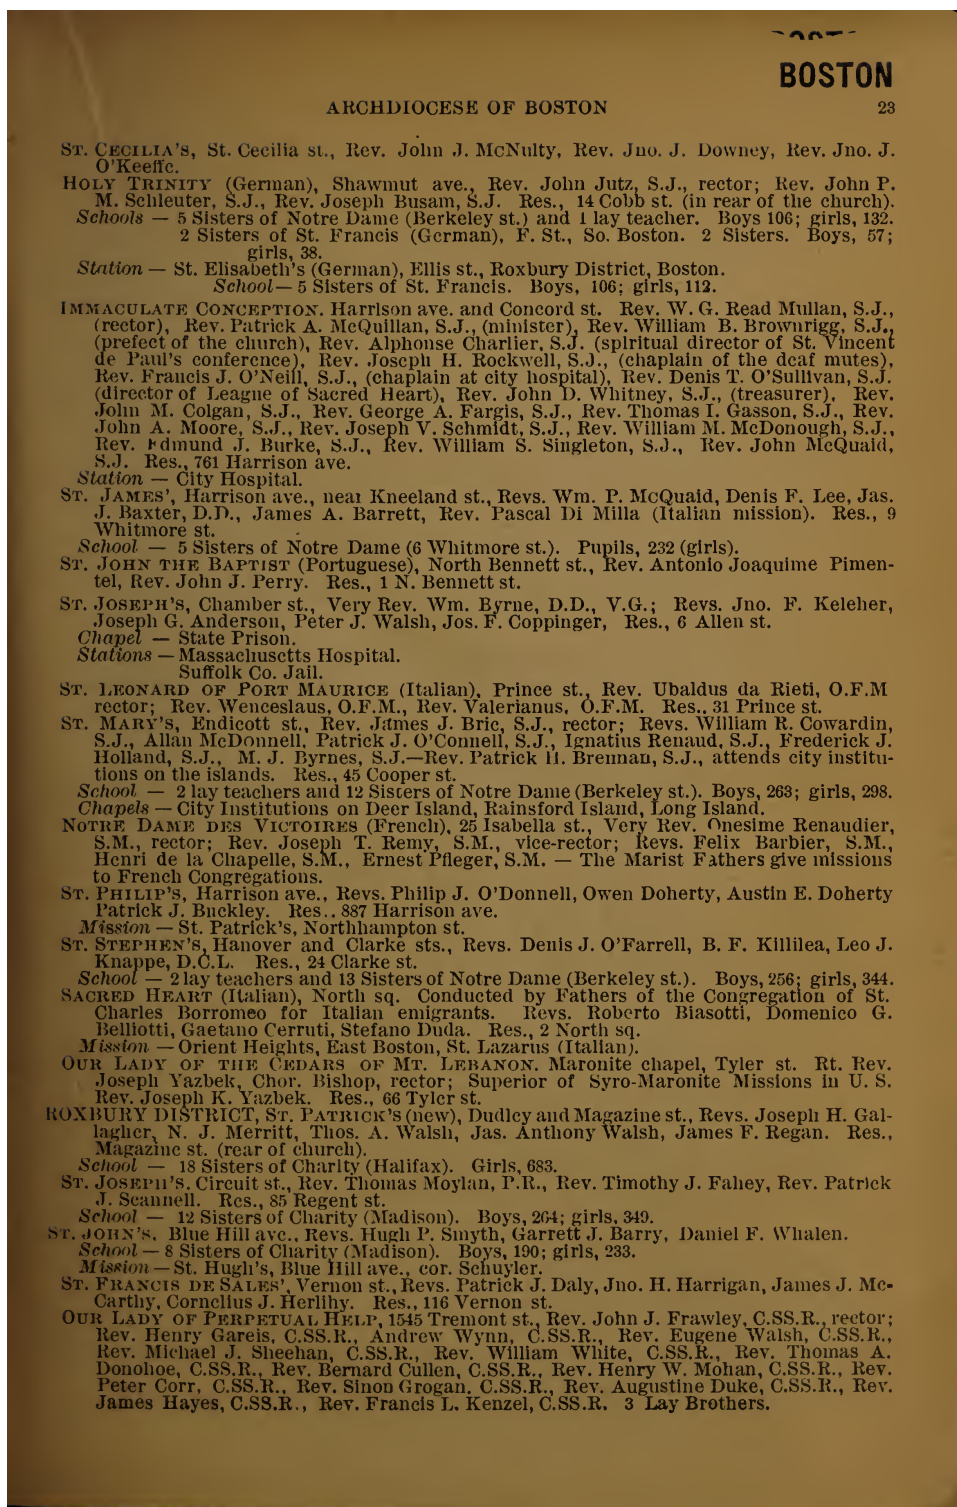 BOSTON
ARCHDIOCESE OF BOSTON 23
ST. CECILIA'S, St. Cecilia st., Rev. John J. McNulty, Rev. Jno. J. Downey, Rev. Jno. J.
O'Keeffe.
HOLY TRINITY (German), Shawmut ave., Rev. John Jutz, S.J., rector; Rev. John P.
M. Schleuter, S.J., Rev. Joseph Busam, S.J. Res., 14 Cobb st. (in rear of the church).
Schools — 5 Sisters of Notre Dame (Berkeley st.) and 1 lay teacher. Boys 106; girls, 132.
2 Sisters of St. Francis (German), F. St., So. Boston. 2 Sisters. Boys, 57;
girls, 38.
Station — St. Elisabeth's (German), Ellis st., Roxbury District, Boston.
School — 5 Sisters of St. Francis. Boys, 106; girls, 112.
IMMACULATE CONCEPTION. Harrison ave. and Concord st. Rev. W. G. Read Mullan, S.J.,
(rector), Rev. Patrick A. McQuillan, S.J., (minister), Rev. William B. Brownrigg, S.J.,
(prefect of the church), Rev. Alphonse Charlier, S.J. (spiritual director of St. Vincent
de Paul's conference), Rev. Joseph H. Rockwell, S.J., (chaplain of the deaf mutes),
Rev. Francis J. O'Neill, S.J., (chaplain at city hospital), Rev. Denis T. O'Sullivan, S.J.
(director of League of Sacred Heart), Rev. John D. Whitney, S.J., (treasurer), Rev.
John M. Colgan, S.J., Rev. George A. Fargis, S.J., Rev. Thomas I. Gasson, S.J., Rev.
John A. Moore, S.J., Rev. Joseph V. Schmidt, S.J., Rev. William M. McDonough, S.J.,
Rev. Edmund J. Burke, S.J., Rev. William S. Singleton, S.J., Rev. John McQuaid,
S.J. Res., 761 Harrison ave.
Station — City Hospital.
ST. JAMES', Harrison ave., near Kneeland st., Revs. Wm. P. McQuaid, Denis F. Lee, Jas.
J. Baxter, D.D., James A. Barrett, Rev. Pascal Di Milla (Italian mission). Res., 9
Whitmore st.
School — 5 Sisters of Notre Dame (6 Whitmore st.). Pupils, 232 (girls).
ST. JOHN THE BAPTIST (Portuguese), North Bennett st., Rev. Antonio Joaquime Pimen-
tel, Rev. John J. Perry. Res., 1 N. Bennett st.
ST. JOSEPH'S, Chamber st., Very Rev. Wm. Byrne, D.D., V.G.; Revs. Jno. F. Keleher,
Joseph G. Anderson, Peter J. Walsh, Jos. F. Coppinger, Res., 6 Allen st.
Chapel — State Prison.
Stations — Massachusetts Hospital.
Suffolk Co. Jail.
ST. LEONARD OF PORT MAURICE (Italian), Prince st., Rev. Ubaldus da Rieti, O.F.M
rector; Rev. Wenceslaus, O.F.M., Rev. Valerianus, O.F.M. Res., 31 Prince st.
ST. MARY'S, Endicott st., Rev. James J. Bric, S.J., rector; Revs. William R. Cowardin,
S.J., Allan McDonnell, Patrick J. O'Connell, S.J., Ignatius Renaud, S.J., Frederick J.
Holland, S.J., M. J. Byrnes, S.J.—Rev. Patrick H. Brennan, S.J., attends city institu-
tions on the islands. Res., 45 Cooper st.
School — 2 lay teachers and 12 Sisters of Notre Dame (Berkeley st.). Boys, 263; girls, 298.
Chapels — City Institutions on Deer Island, Rainsford Island, Long Island.
NOTRE DAME DES VICTOIRES (French), 25 Isabella st., Very Rev. Onesime Renaudier,
S.M., rector; Rev. Joseph T. Remy, S.M., vice-rector; Revs. Felix Barbier, S.M.,
Henri de la Chapelle, S.M., Ernest Pfleger, S.M. — The Marist Fathers give missions
to French Congregations.
ST. PHILIP'S, Harrison ave., Revs. Philip J. O'Donnell, Owen Doherty, Austin E. Doherty
Patrick J. Buckley. Res., 887 Harrison ave.
Mission — St. Patrick's, Northhampton st.
ST. STEPHEN'S, Hanover and Clarke sts., Revs. Denis J. O'Farrell, B. F. Killilea, Leo J.
Knappe, D.C.L. Res., 24 Clarke st.
School — 2 lay teachers and 13 Sisters of Notre Dame (Berkeley st.). Boys, 256; girls, 344.
SACRED HEART (Italian), North sq. Conducted by Fathers of the Congregation of St.
Charles Borromeo for Italian emigrants. Revs. Roberto Biasotti, Domenico G.
Belliotti, Gaetano Cerruti, Stefano Duda. Res., 2 North sq.
Mission — Orient Heights, East Boston, St. Lazarus (Italian).
OUR LADY OF THE CEDARS OF MT. LEBANON. Maronite chapel, Tyler st. Rt. Rev.
Joseph Yazbek, Chor. Bishop, rector; Superior of Syro-Maronite Missions in U. S.
Rev. Joseph K. Yazbek. Res., 66 Tyler st.
ROXBURY DISTRICT, ST. PATRICK'S (new), Dudley and Magazine st., Revs. Joseph H. Gal-
lagher, N. J. Merritt, Thos. A. Walsh, Jas. Anthony Walsh, James F. Regan. Res.,
Magazine st. (rear of church).
School — 18 Sisters of Charity (Halifax). Girls, 683.
ST. JOSEPH'S. Circuit st., Rev. Thomas Moylan, P.R., Rev. Timothy J. Fahey, Rev. Patrick
J. Scannell. Res., 85 Regent st.
School — 12 Sisters of Charity (Madison). Boys, 264; girls, 349.
ST. JOHN'S, Blue Hill ave., Revs. Hugh P. Smyth, Garrett J. Barry, Daniel F. Whalen.
School — 8 Sisters of Charity (Madison). Boys, 190; girls, 233.
Mission — St. Hugh's, Blue Hill ave., cor. Schuyler.
ST. FRANCIS DE SALES', Vernon st., Revs. Patrick J. Daly, Jno. H. Harrigan, James J. Mc-
Carthy, Cornelius J. Herlihy. Res., 116 Vernon st.
OUR LADY OF PERPETUAL HELP, 1545 Tremont st., Rev. John J. Frawley, C.SS.R., rector;
Rev. Henry Gareis, C.SS.R., Andrew Wynn, C.SS.R., Rev. Eugene Walsh, C.SS.R.,
Rev. Michael J. Sheehan, C.SS.R., Rev. William White, C.SS.R., Rev. Thomas A.
Donohoe, C.SS.R., Rev. Bernard Cullen, C.SS.R., Rev. Henry W. Mohan, C.SS.R., Rev.
Peter Corr, C.SS.R., Rev. Simon Grogan, C.SS.R., Rev. Augustine Duke, C.SS.R., Rev.
James Hayes, C.SS.R., Rev. Francis L. Kenzel, C.SS.R. 3 Lay Brothers.